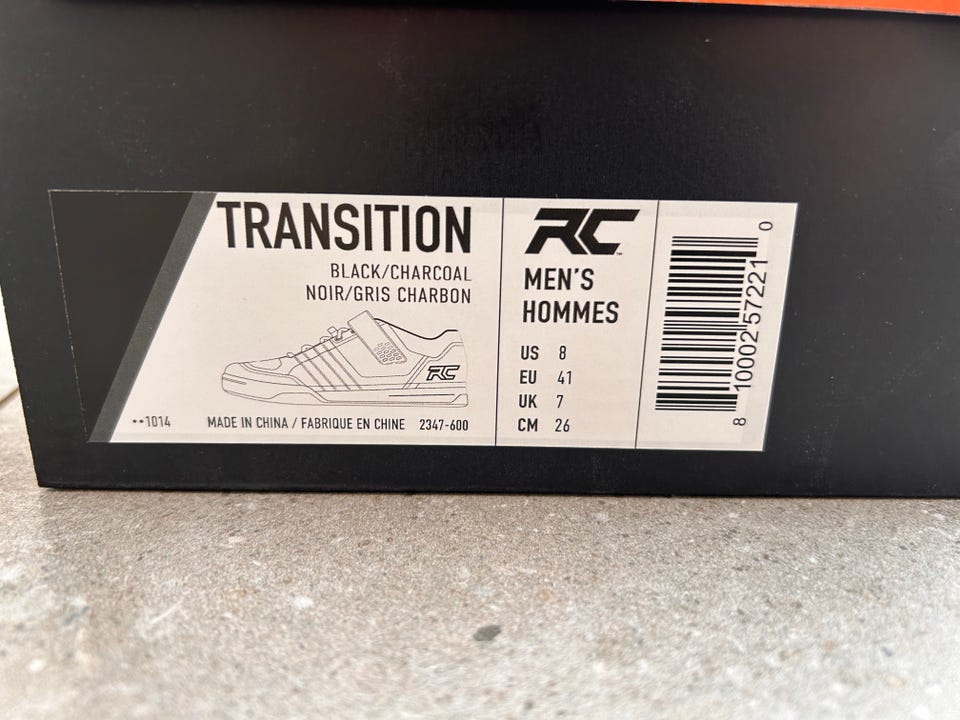 TRANSITION
BLACK/CHARCOAL
NOIR/GRIS CHARBON
RC
••1014
MADE IN CHINA / FABRIQUE EN CHINE 2347-600
RC™
MEN'S
HOMMES
US 8
EU 41
UK 7
CM 26
8 10002 57221 0